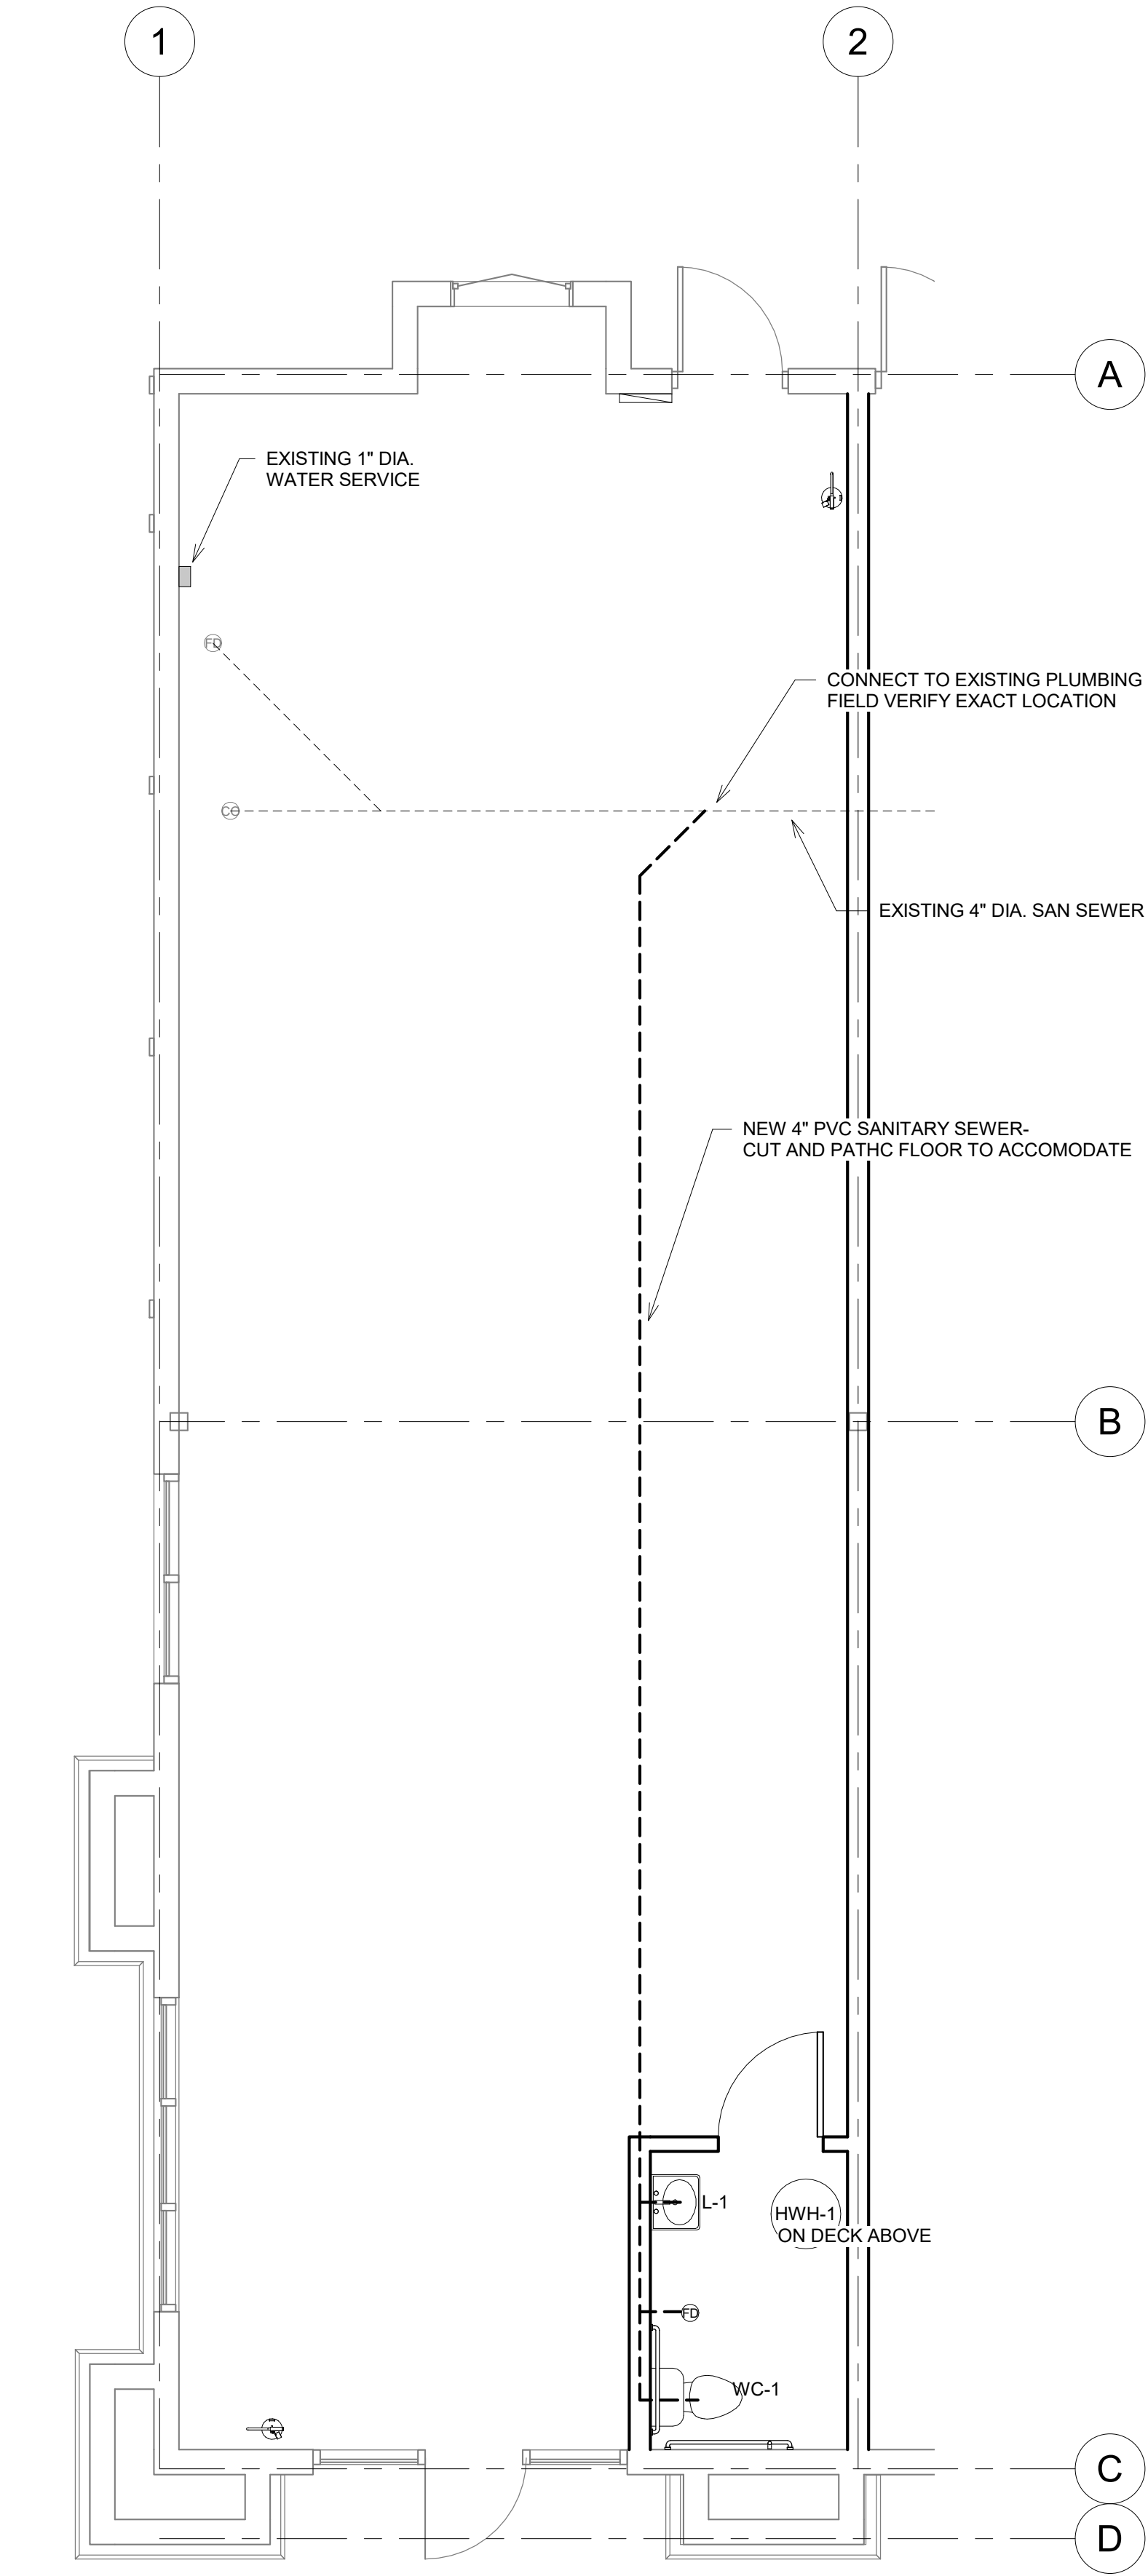 1
2
A
EXISTING 1" DIA.
WATER SERVICE
FD
CONNECT TO EXISTING PLUMBING
FIELD VERIFY EXACT LOCATION
CO
EXISTING 4" DIA. SAN SEWER
NEW 4" PVC SANITARY SEWER-
CUT AND PATHC FLOOR TO ACCOMODATE
B
L-1
HWH-1
ON DECK ABOVE
FD
WC-1
C
D